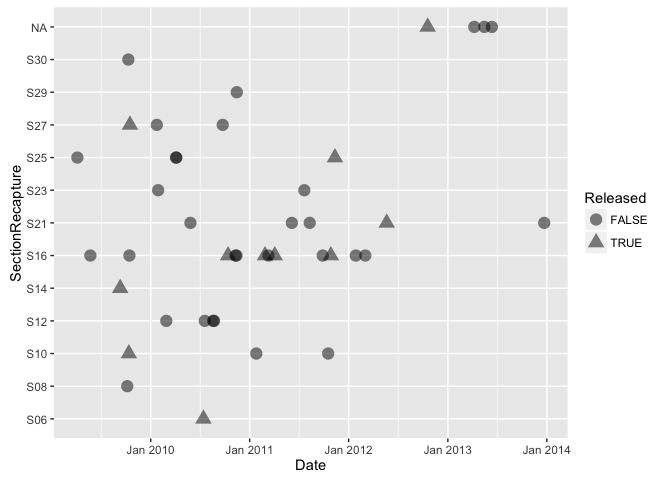 NA
S30
S29
S27
S25
S23
S21
S16
S14
S12
S10
S08
S06
SectionRecapture
Jan 2010 Jan 2011 Jan 2012 Jan 2013 Jan 2014
Date
Released
FALSE
TRUE